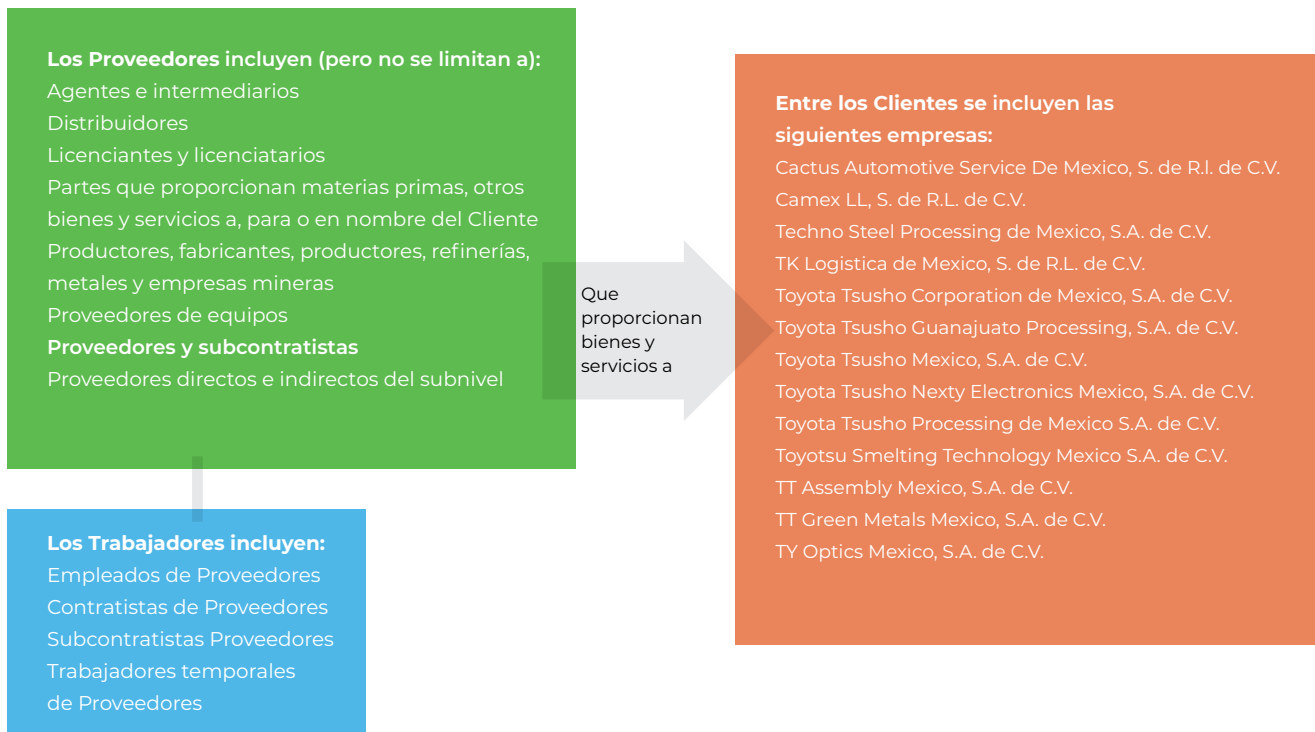 Los Proveedores incluyen (pero no se limitan a):
Agentes e intermediarios
Distribuidores
Licenciantes y licenciatarios
Partes que proporcionan materias primas, otros
bienes y servicios a, para o en nombre del Cliente
Productores, fabricantes, productores, refinerías,
metales y empresas mineras
Proveedores de equipos
Proveedores y subcontratistas
Proveedores directos e indirectos del subnivel
Los Trabajadores incluyen:
Empleados de Proveedores
Contratistas de Proveedores
Subcontratistas Proveedores
Trabajadores temporales
de Proveedores
Que
proporcionan
bienes y
servicios a
Entre los Clientes se incluyen las
siguientes empresas:
Cactus Automotive Service De Mexico, S. de R.l. de C.V.
Camex LL, S. de R.L. de C.V.
Techno Steel Processing de Mexico, S.A. de C.V.
TK Logistica de Mexico, S. de R.L. de C.V.
Toyota Tsusho Corporation de Mexico, S.A. de C.V.
Toyota Tsusho Guanajuato Processing, S.A. de C.V.
Toyota Tsusho Mexico, S.A. de C.V.
Toyota Tsusho Nexty Electronics Mexico, S.A. de C.V.
Toyota Tsusho Processing de Mexico S.A. de C.V.
Toyotsu Smelting Technology Mexico S.A. de C.V.
TT Assembly Mexico, S.A. de C.V.
TT Green Metals Mexico, S.A. de C.V.
TY Optics Mexico, S.A. de C.V.